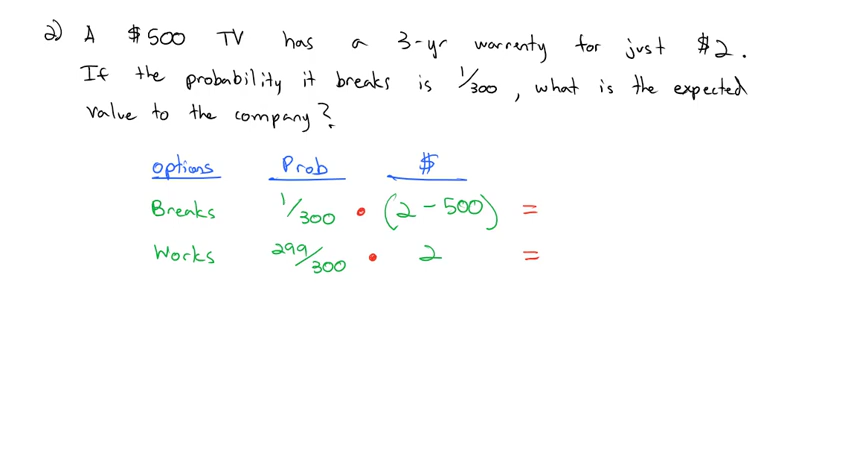 2) A $500 TV has a 3-yr warrenty for just $2.
If the probability it breaks is 1/300, what is the expected
value to the company?
options Prob $
Breaks 1/300 • (2 - 500) =
Works 299/300 • 2 =